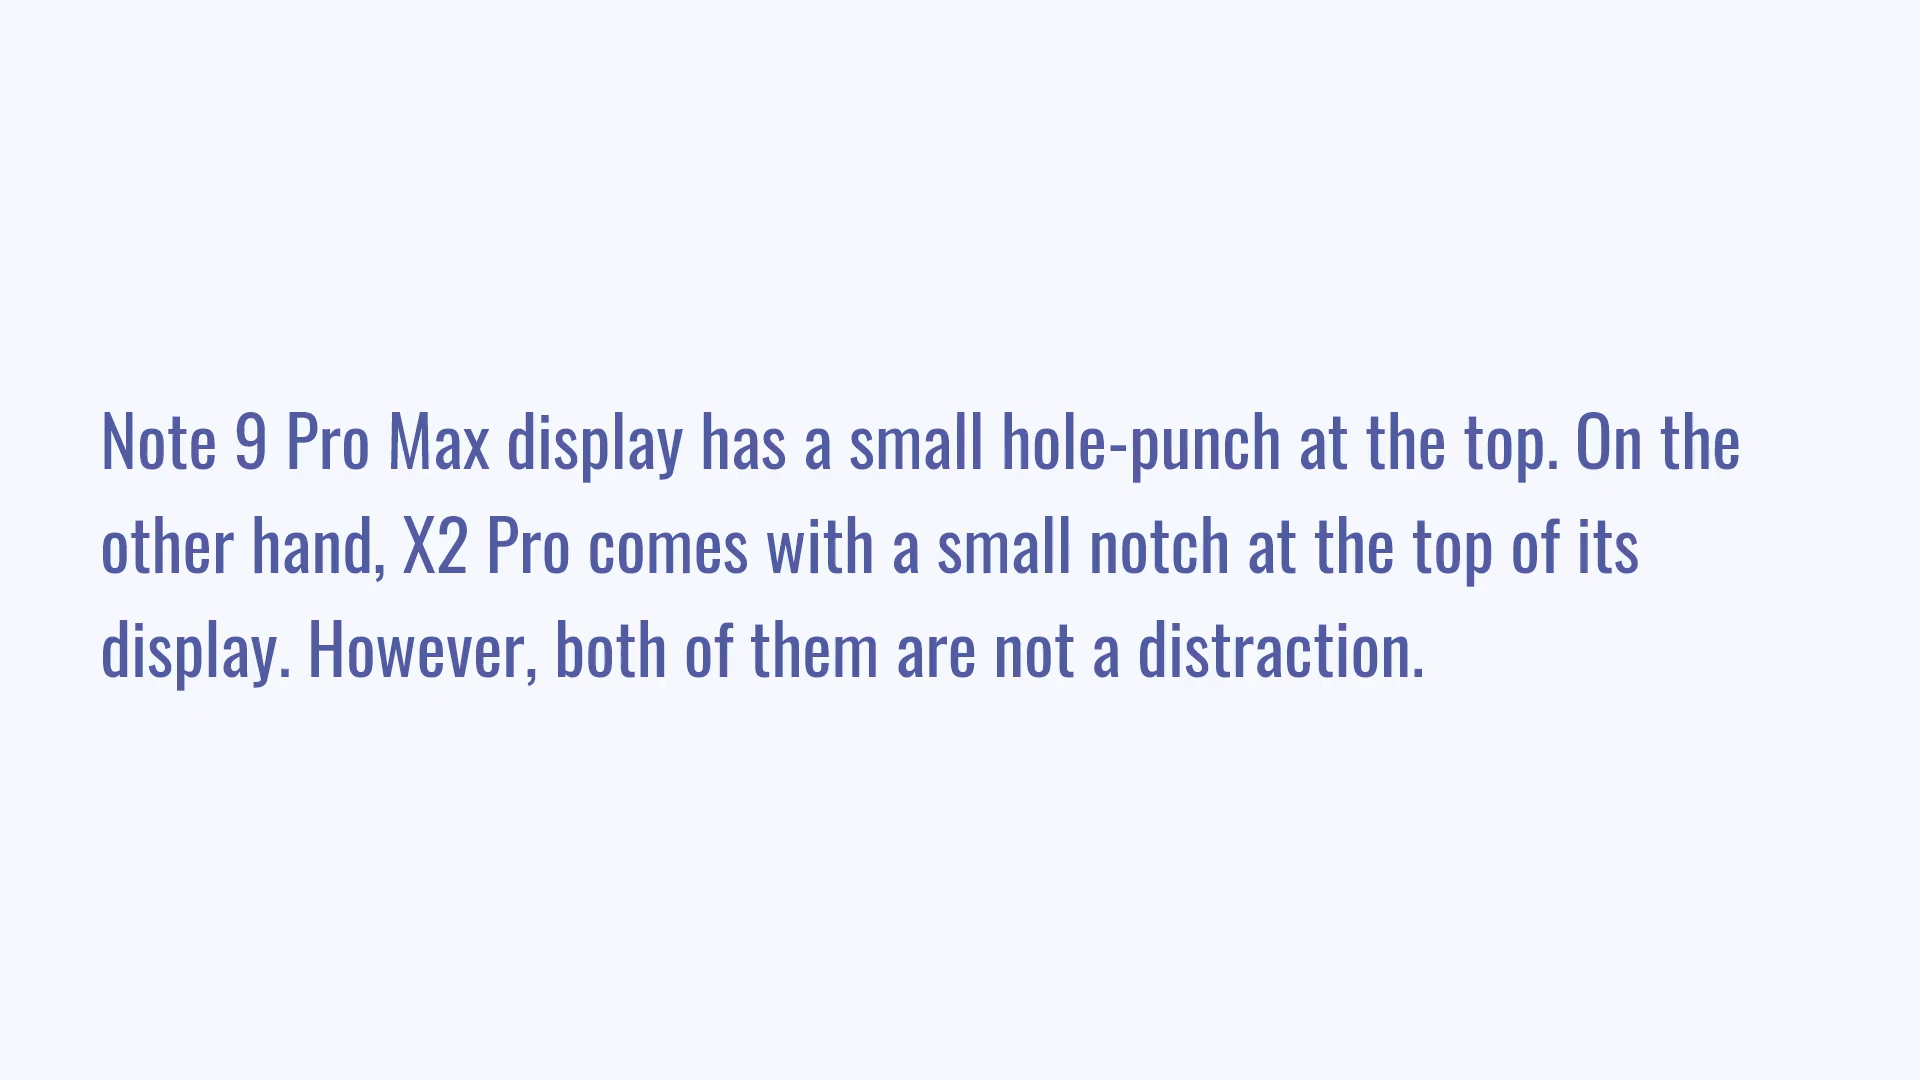 Note 9 Pro Max display has a small hole-punch at the top. On the
other hand, X2 Pro comes with a small notch at the top of its
display. However, both of them are not a distraction.